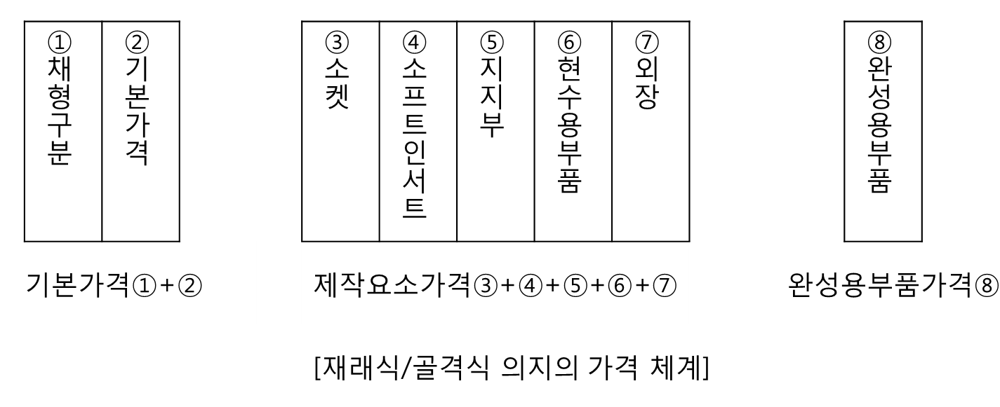 ①채형구분
②기본가격
③소켓
④소프트인서트
⑤지지부
⑥현수용부품
⑦외장
⑧완성용부품
기본가격①+②
제작요소가격③+④+⑤+⑥+⑦
완성용부품가격⑧
[재래식/골격식 의지의 가격 체계]